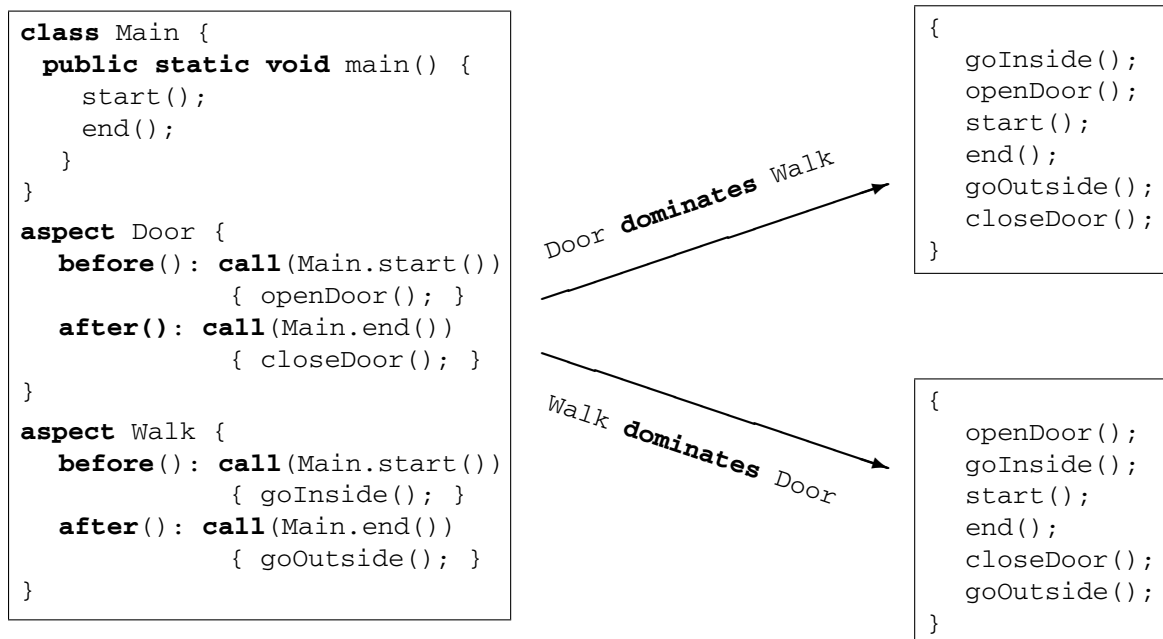 class Main {
public static void main() {
start();
end();
}
}
aspect Door {
before(): call(Main.start())
{ openDoor(); }
after(): call(Main.end())
{ closeDoor(); }
}
aspect Walk {
before(): call(Main.start())
{ goInside(); }
after(): call(Main.end())
{ goOutside(); }
}
Door dominates Walk
Walk dominates Door
{
goInside();
openDoor();
start();
end();
goOutside();
closeDoor();
}
{
openDoor();
goInside();
start();
end();
closeDoor();
goOutside();
}